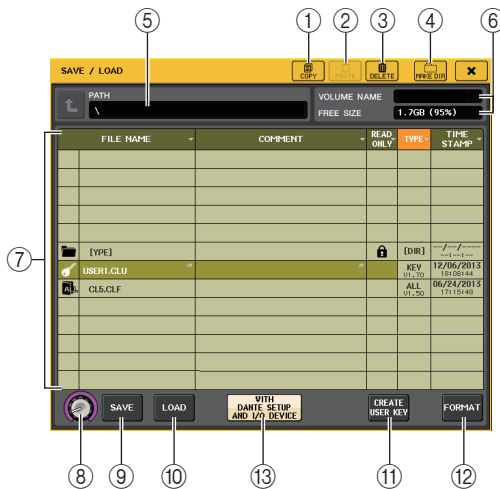 ① ② ③ ④ ⑤ ⑥
SAVE / LOAD
COPY
PASTE
DELETE
MAKE DIR
PATH
\
VOLUME NAME
FREE SIZE 1.7GB (95%)
FILE NAME COMMENT READ ONLY TYPE TIME STAMP
[YPE] [DIR] --/--/---- --:--:--
USER1.CLU KEY V1.70 12/06/2013 18:08:44
CL5.CLF ALL V1.50 06/24/2013 17:15:48
ALL
⑦
SAVE
LOAD
WITH
DANTE SETUP
AND I/O DEVICE
CREATE
USER KEY
FORMAT
⑧ ⑨ ⑩ ⑬ ⑪ ⑫